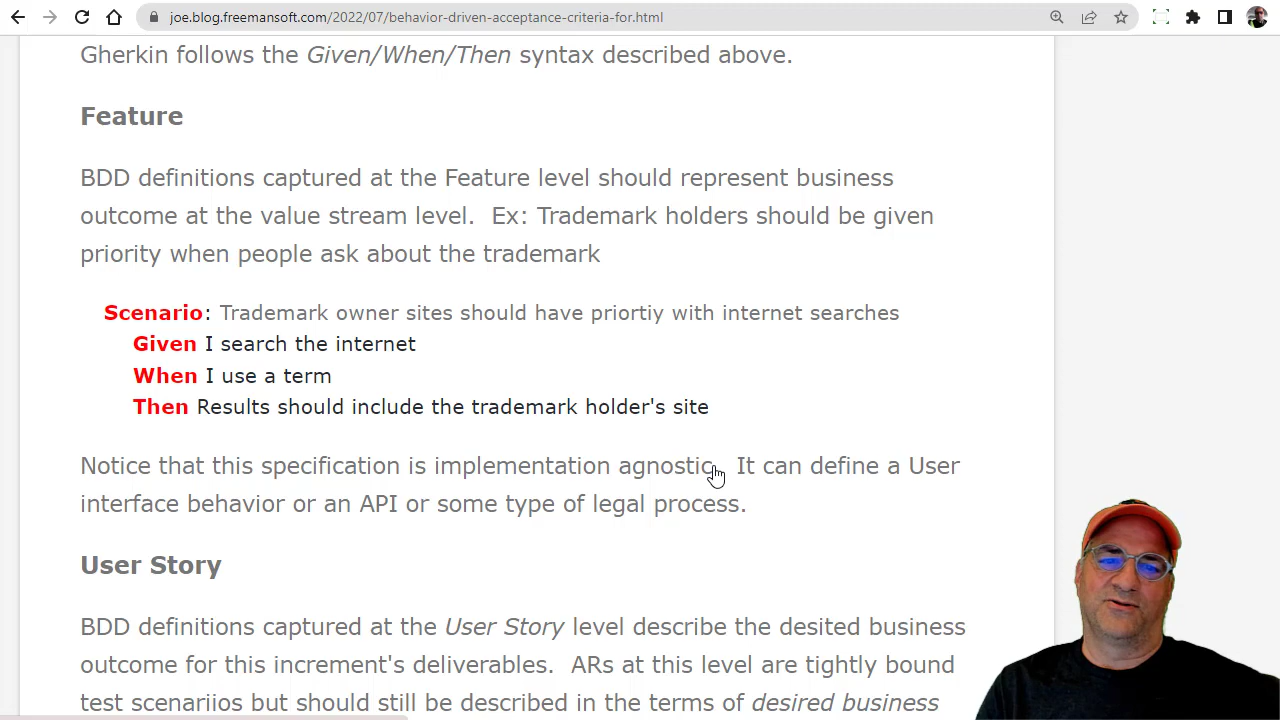 joe.blog.freemansoft.com/2022/07/behavior-driven-acceptance-criteria-for.html
Gherkin follows the Given/When/Then syntax described above.
Feature
BDD definitions captured at the Feature level should represent business
outcome at the value stream level.  Ex: Trademark holders should be given
priority when people ask about the trademark
Scenario: Trademark owner sites should have priortiy with internet searches
Given I search the internet
When I use a term
Then Results should include the trademark holder's site
Notice that this specification is implementation agnostic.  It can define a User
interface behavior or an API or some type of legal process.
User Story
BDD definitions captured at the User Story level describe the desited business
outcome for this increment's deliverables.  ARs at this level are tightly bound
test scenariios but should still be described in the terms of desired business